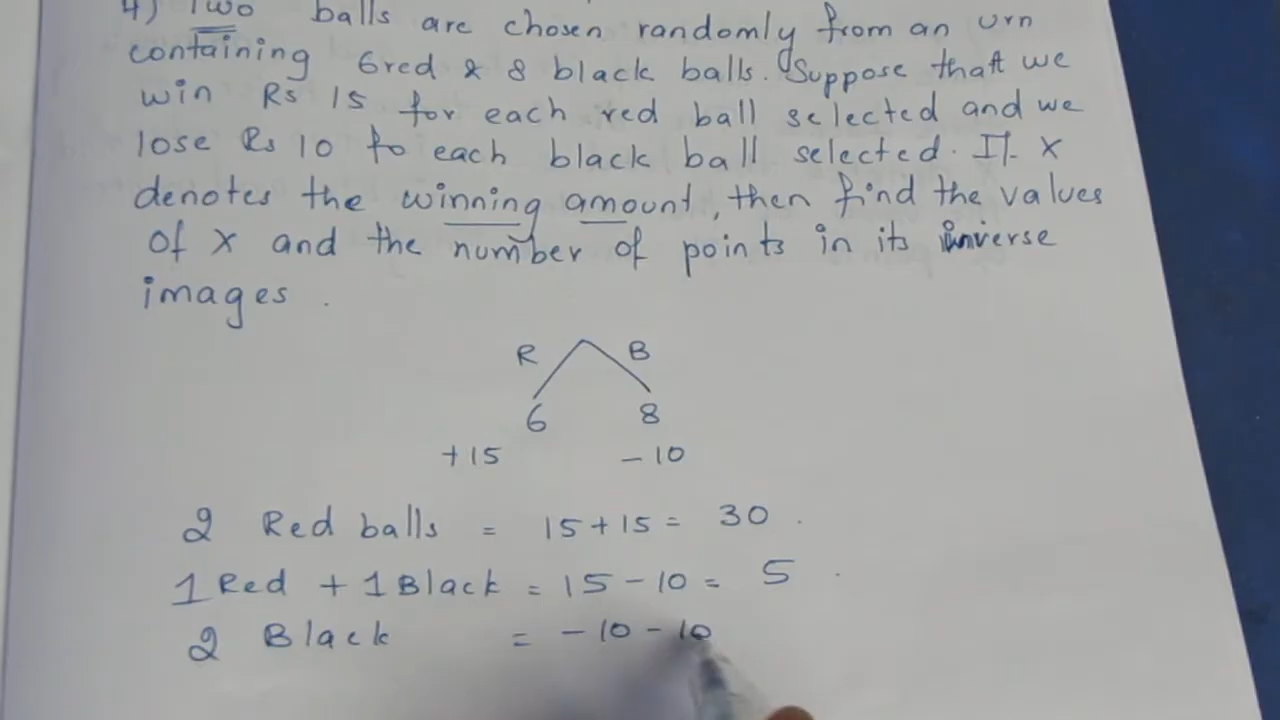 4) Two balls are chosen randomly from an urn
containing 6red & 8 black balls. Suppose that we
win Rs 15 for each red ball selected and we
lose Rs 10 fo each black ball selected. If X
denotes the winning amount, then find the values
of X and the number of points in its inverse
images.
R B
6 8
+15 -10
2 Red balls = 15+15= 30.
1 Red + 1 Black = 15-10= 5.
2 Black = -10-10